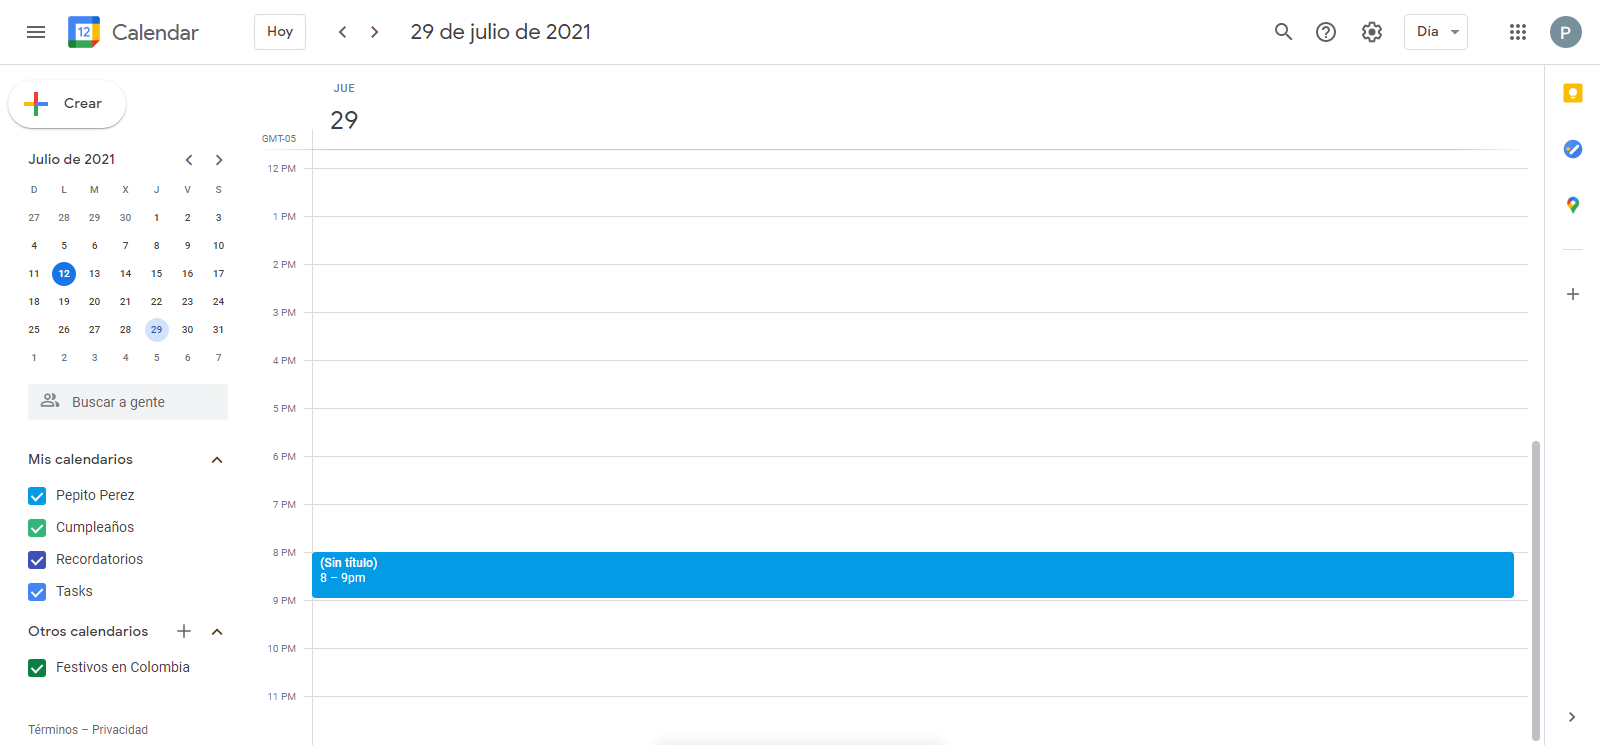 12 Calendar Hoy 29 de julio de 2021 Día P
Crear
Julio de 2021
D L M X J V S
27 28 29 30 1 2 3
4 5 6 7 8 9 10
11 12 13 14 15 16 17
18 19 20 21 22 23 24
25 26 27 28 29 30 31
1 2 3 4 5 6 7
Buscar a gente
Mis calendarios
Pepito Perez
Cumpleaños
Recordatorios
Tasks
Otros calendarios
Festivos en Colombia
Términos – Privacidad
JUE
29
GMT-05
12 PM
1 PM
2 PM
3 PM
4 PM
5 PM
6 PM
7 PM
8 PM
(Sin título)
8 – 9pm
9 PM
10 PM
11 PM